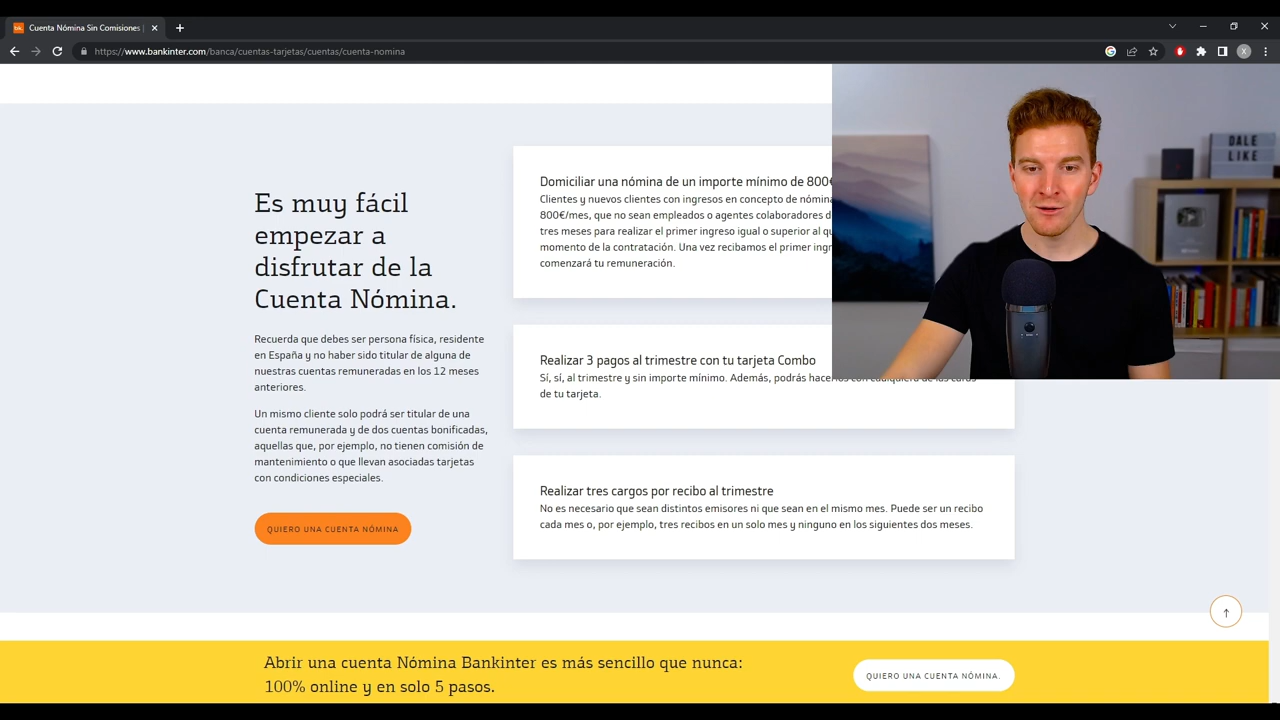 Cuenta Nómina Sin Comisiones |
https://www.bankinter.com/banca/cuentas-tarjetas/cuentas/cuenta-nomina
X
DALE
LIKE
Es muy fácil
empezar a
disfrutar de la
Cuenta Nómina.
Recuerda que debes ser persona física, residente
en España y no haber sido titular de alguna de
nuestras cuentas remuneradas en los 12 meses
anteriores.
Un mismo cliente solo podrá ser titular de una
cuenta remunerada y de dos cuentas bonificadas,
aquellas que, por ejemplo, no tienen comisión de
mantenimiento o que llevan asociadas tarjetas
con condiciones especiales.
QUIERO UNA CUENTA NÓMINA
Domiciliar una nómina de un importe mínimo de 800€
Clientes y nuevos clientes con ingresos en concepto de nómina
800€/mes, que no sean empleados o agentes colaboradores d
tres meses para realizar el primer ingreso igual o superior al qu
momento de la contratación. Una vez recibamos el primer ingr
comenzará tu remuneración.
Realizar 3 pagos al trimestre con tu tarjeta Combo
Sí, sí, al trimestre y sin importe mínimo. Además, podrás hacerlos con cualquiera de las caras
de tu tarjeta.
Realizar tres cargos por recibo al trimestre
No es necesario que sean distintos emisores ni que sean en el mismo mes. Puede ser un recibo
cada mes o, por ejemplo, tres recibos en un solo mes y ninguno en los siguientes dos meses.
Abrir una cuenta Nómina Bankinter es más sencillo que nunca:
100% online y en solo 5 pasos.
QUIERO UNA CUENTA NÓMINA.